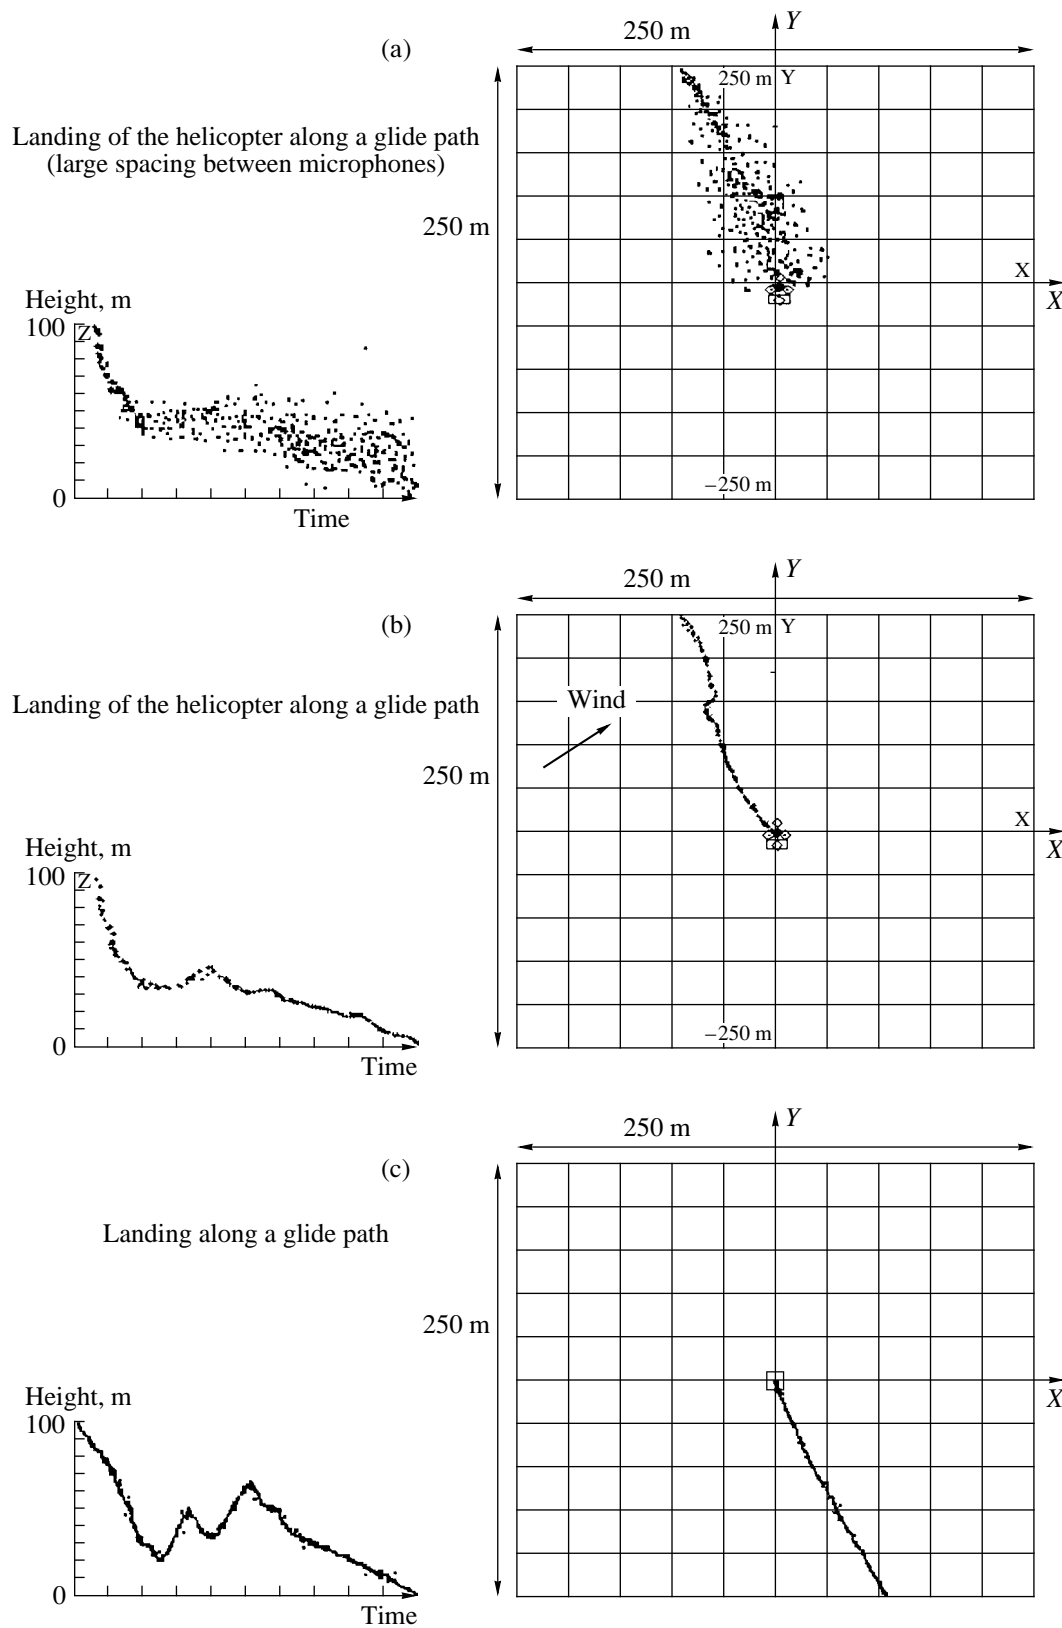 Y
250 m
(a)
250 m Y
Landing of the helicopter along a glide path
(large spacing between microphones)
250 m
X
X
Height, m
100
Z
0
–250 m
Time
Y
250 m
(b)
250 m Y
Wind
Landing of the helicopter along a glide path
250 m
X
X
Height, m
100
Z
0
–250 m
Time
Y
250 m
(c)
Landing along a glide path
250 m
X
Height, m
100
0
Time